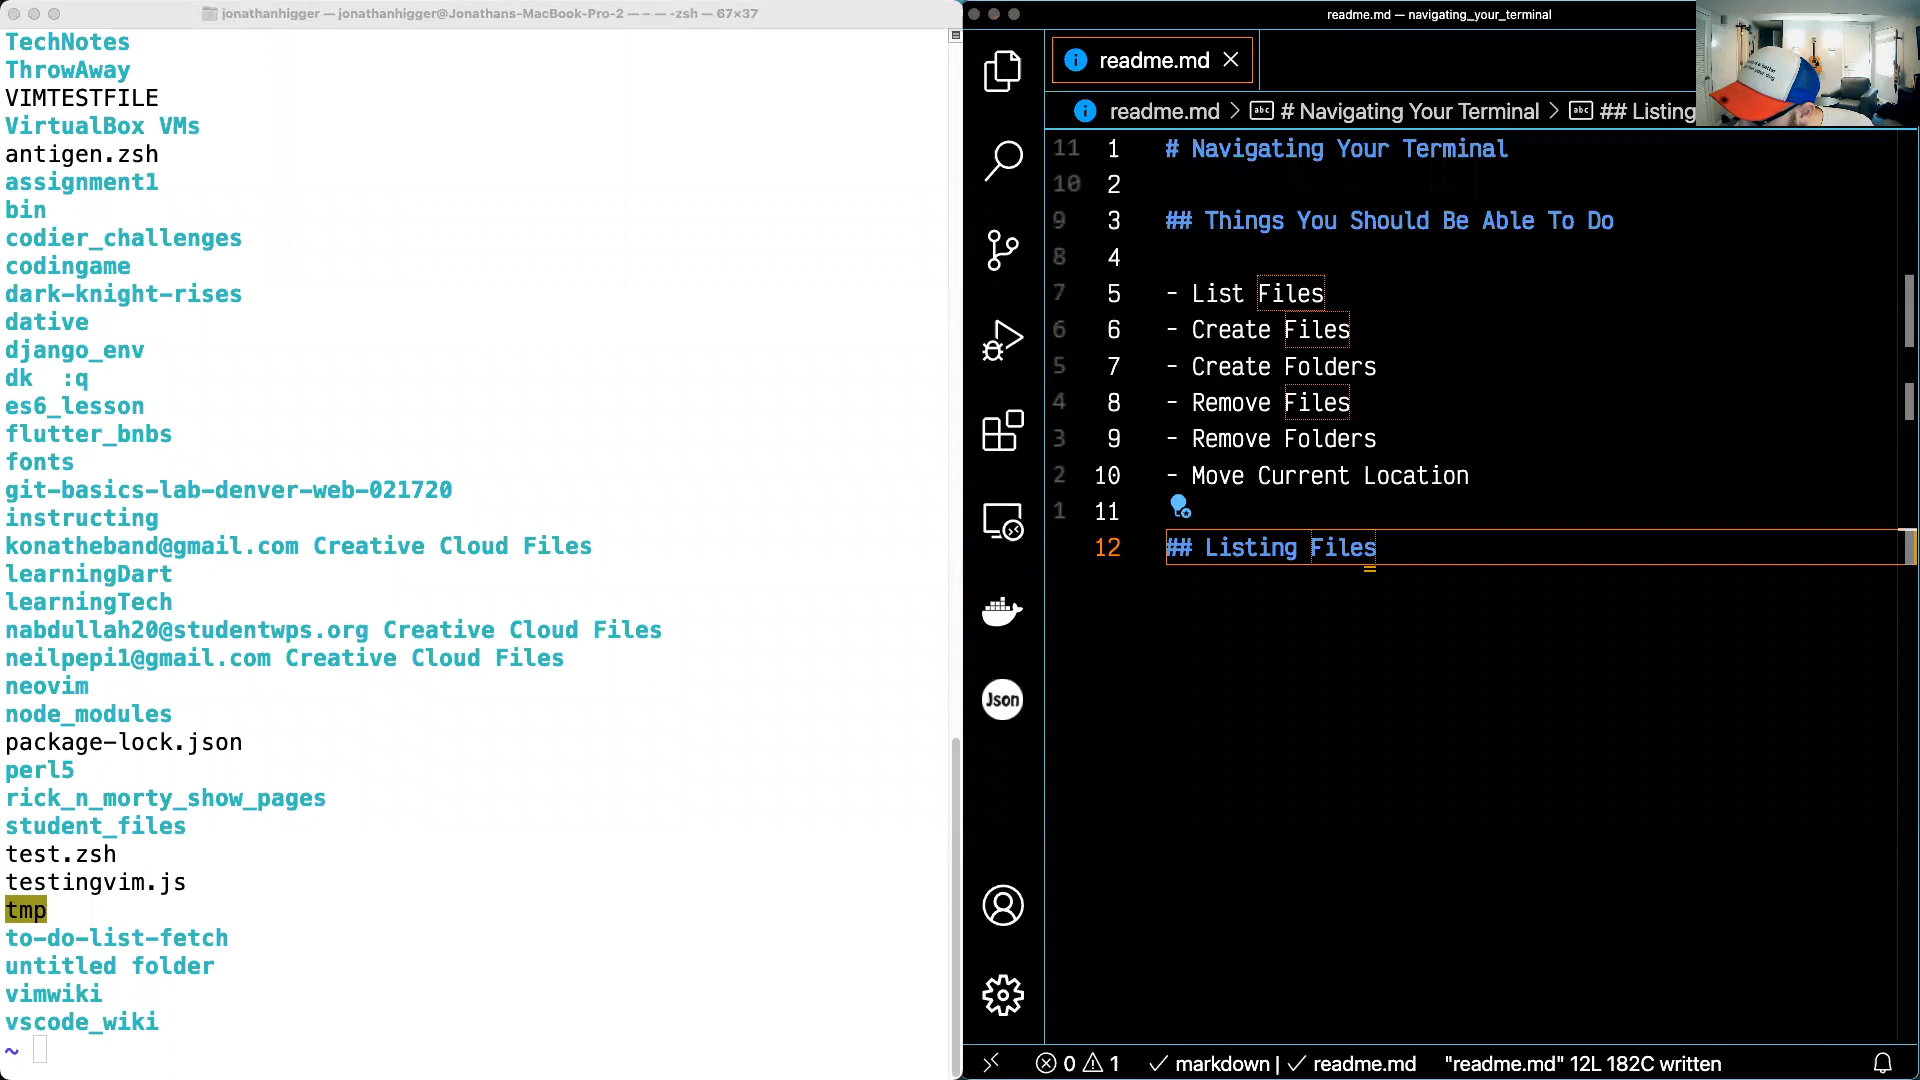 jonathanhigger — jonathanhigger@Jonathans-MacBook-Pro-2 — – — -zsh — 67×37
TechNotes
ThrowAway
VIMTESTFILE
VirtualBox VMs
antigen.zsh
assignment1
bin
codier_challenges
codingame
dark-knight-rises
dative
django_env
dk  :q
es6_lesson
flutter_bnbs
fonts
git-basics-lab-denver-web-021720
instructing
konatheband@gmail.com Creative Cloud Files
learningDart
learningTech
nabdullah20@studentwps.org Creative Cloud Files
neilpepi1@gmail.com Creative Cloud Files
neovim
node_modules
package-lock.json
perl5
rick_n_morty_show_pages
student_files
test.zsh
testingvim.js
tmp
to-do-list-fetch
untitled folder
vimwiki
vscode_wiki
~
readme.md — navigating_your_terminal
readme.md
readme.md > abc # Navigating Your Terminal > abc ## Listing
11 1 # Navigating Your Terminal
10 2
9 3 ## Things You Should Be Able To Do
8 4
7 5 - List Files
6 6 - Create Files
5 7 - Create Folders
4 8 - Remove Files
3 9 - Remove Folders
2 10 - Move Current Location
1 11
12 ## Listing Files
Json
0 1 markdown | readme.md "readme.md" 12L 182C written